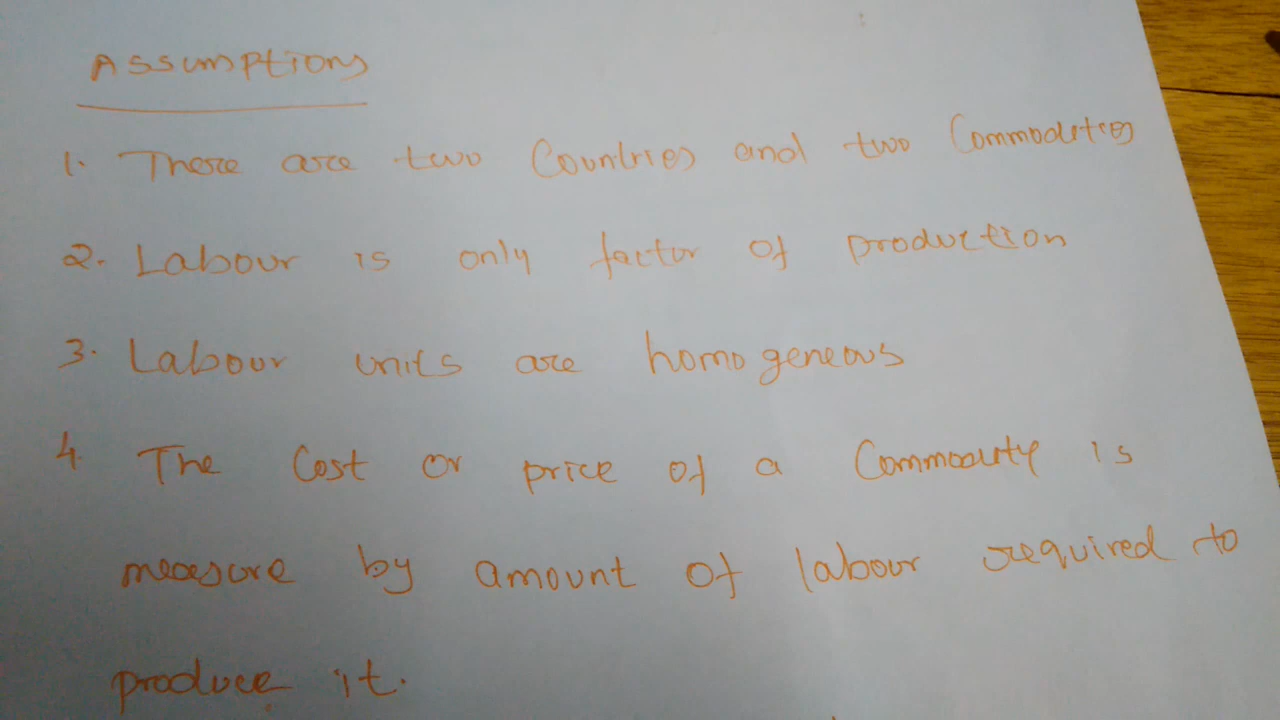 Assumptions
1. There are two Countries and two Commodities
2. Labour is only factor of production
3. Labour units are homogeneous
4. The Cost or price of a Commodity is
measure by amount of labour required to
produce it.